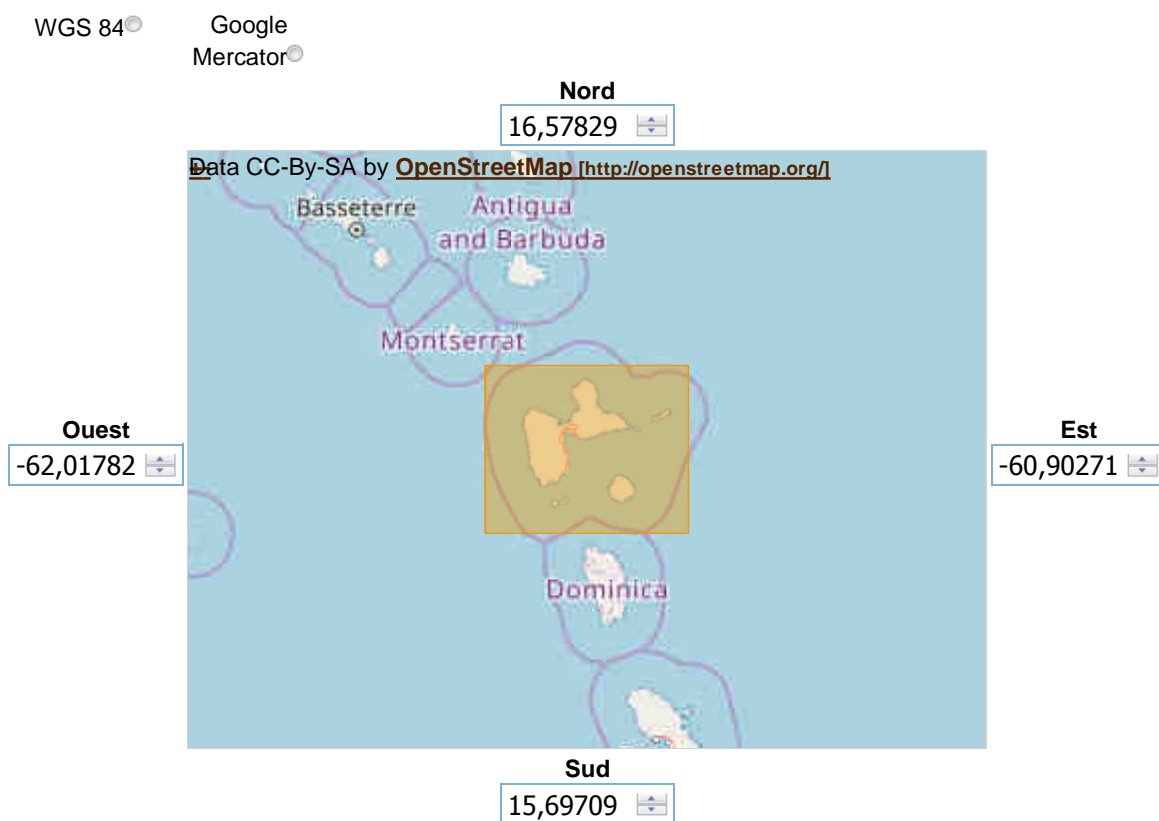 WGS 84
Google
Mercator
Nord
16,57829
Data CC-By-SA by OpenStreetMap [http://openstreetmap.org/]
Basseterre
Antigua
and Barbuda
Montserrat
Ouest
-62,01782
Est
-60,90271
Dominica
Sud
15,69709